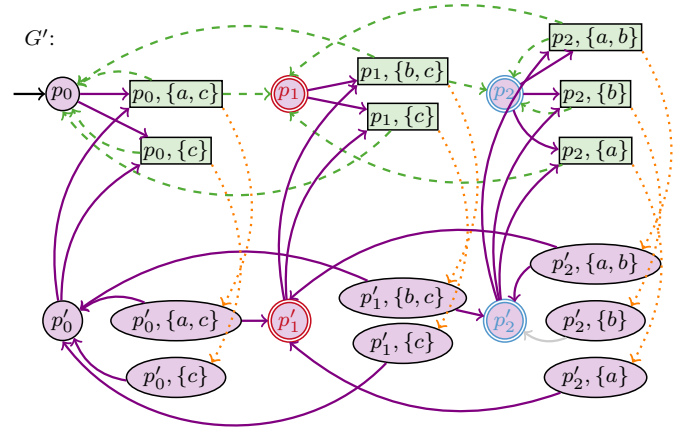 G′:
p₂, {a, b}
p₀
p₀, {a, c}
p₁
p₁, {b, c}
p₂
p₂, {b}
p₁, {c}
p₀, {c}
p₂, {a}
p′₂, {a, b}
p′₁, {b, c}
p′₀
p′₀, {a, c}
p′₁
p′₂
p′₂, {b}
p′₁, {c}
p′₀, {c}
p′₂, {a}